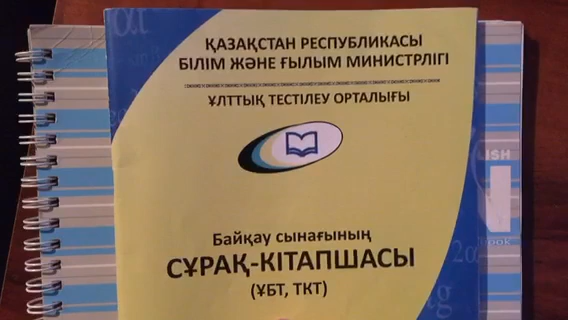 ҚАЗАҚСТАН РЕСПУБЛИКАСЫ
БІЛІМ ЖӘНЕ ҒЫЛЫМ МИНИСТРЛІГІ
ҰЛТТЫҚ ТЕСТІЛЕУ ОРТАЛЫҒЫ
Байқау сынағының
СҰРАҚ-КІТАПШАСЫ
(ҰБТ, ТКТ)